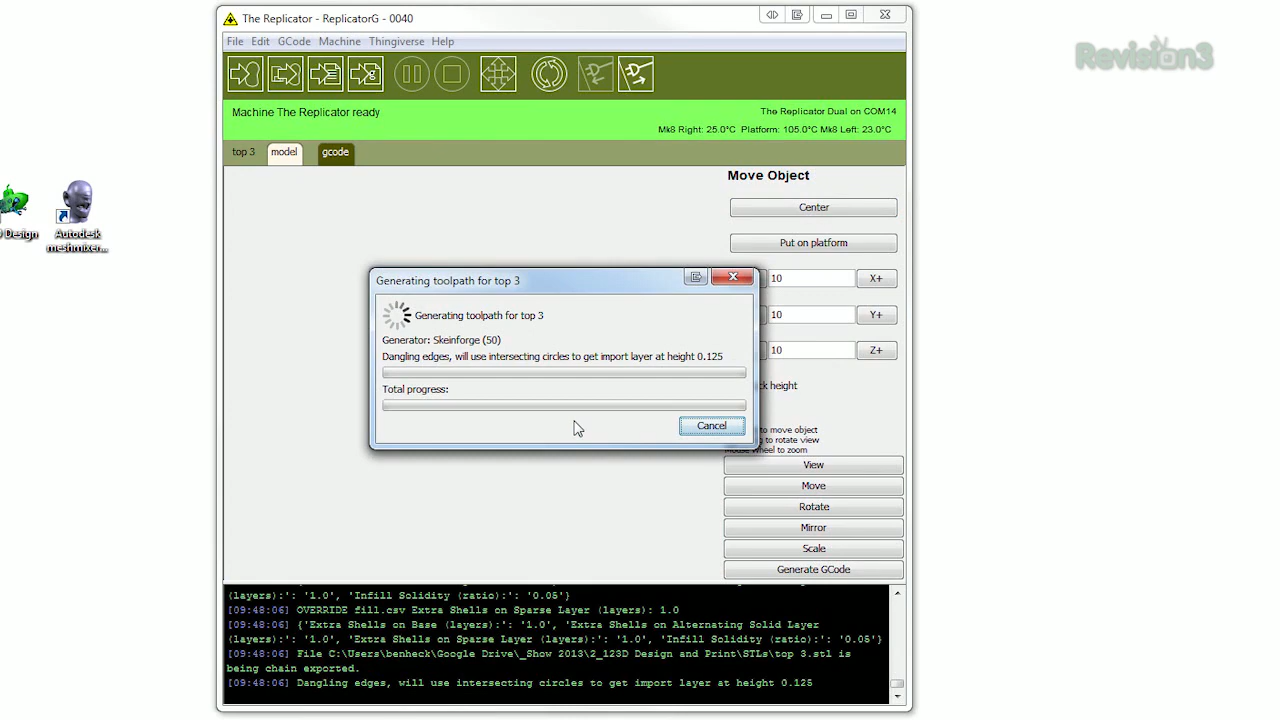 The Replicator - ReplicatorG - 0040
File Edit GCode Machine Thingiverse Help
Revision3
Machine The Replicator ready
The Replicator Dual on COM14
Mk8 Right: 25.0°C Platform: 105.0°C Mk8 Left: 23.0°C
top 3 model gcode
Move Object
Center
Put on platform
10 X+
10 Y+
10 Z+
Design
Autodesk
meshmixer...
Generating toolpath for top 3
Generating toolpath for top 3
Generator: Skeinforge (50)
Dangling edges, will use intersecting circles to get import layer at height 0.125
Total progress:
Cancel
height
to move object
to rotate view
to zoom
View
Move
Rotate
Mirror
Scale
Generate GCode
(layers):': '1.0', 'Infill Solidity (ratio):': '0.05'}
[09:48:06] OVERRIDE fill.csv Extra Shells on Sparse Layer (layers): 1.0
[09:48:06] {'Extra Shells on Base (layers):': '1.0', 'Extra Shells on Alternating Solid Layer
(layers):': '1.0', 'Extra Shells on Sparse Layer (layers):': '1.0', 'Infill Solidity (ratio):': '0.05'}
[09:48:06] File C:\Users\benheck\Google Drive\_Show 2013\2_123D Design and Print\STLs\top 3.stl is
being chain exported.
[09:48:06] Dangling edges, will use intersecting circles to get import layer at height 0.125